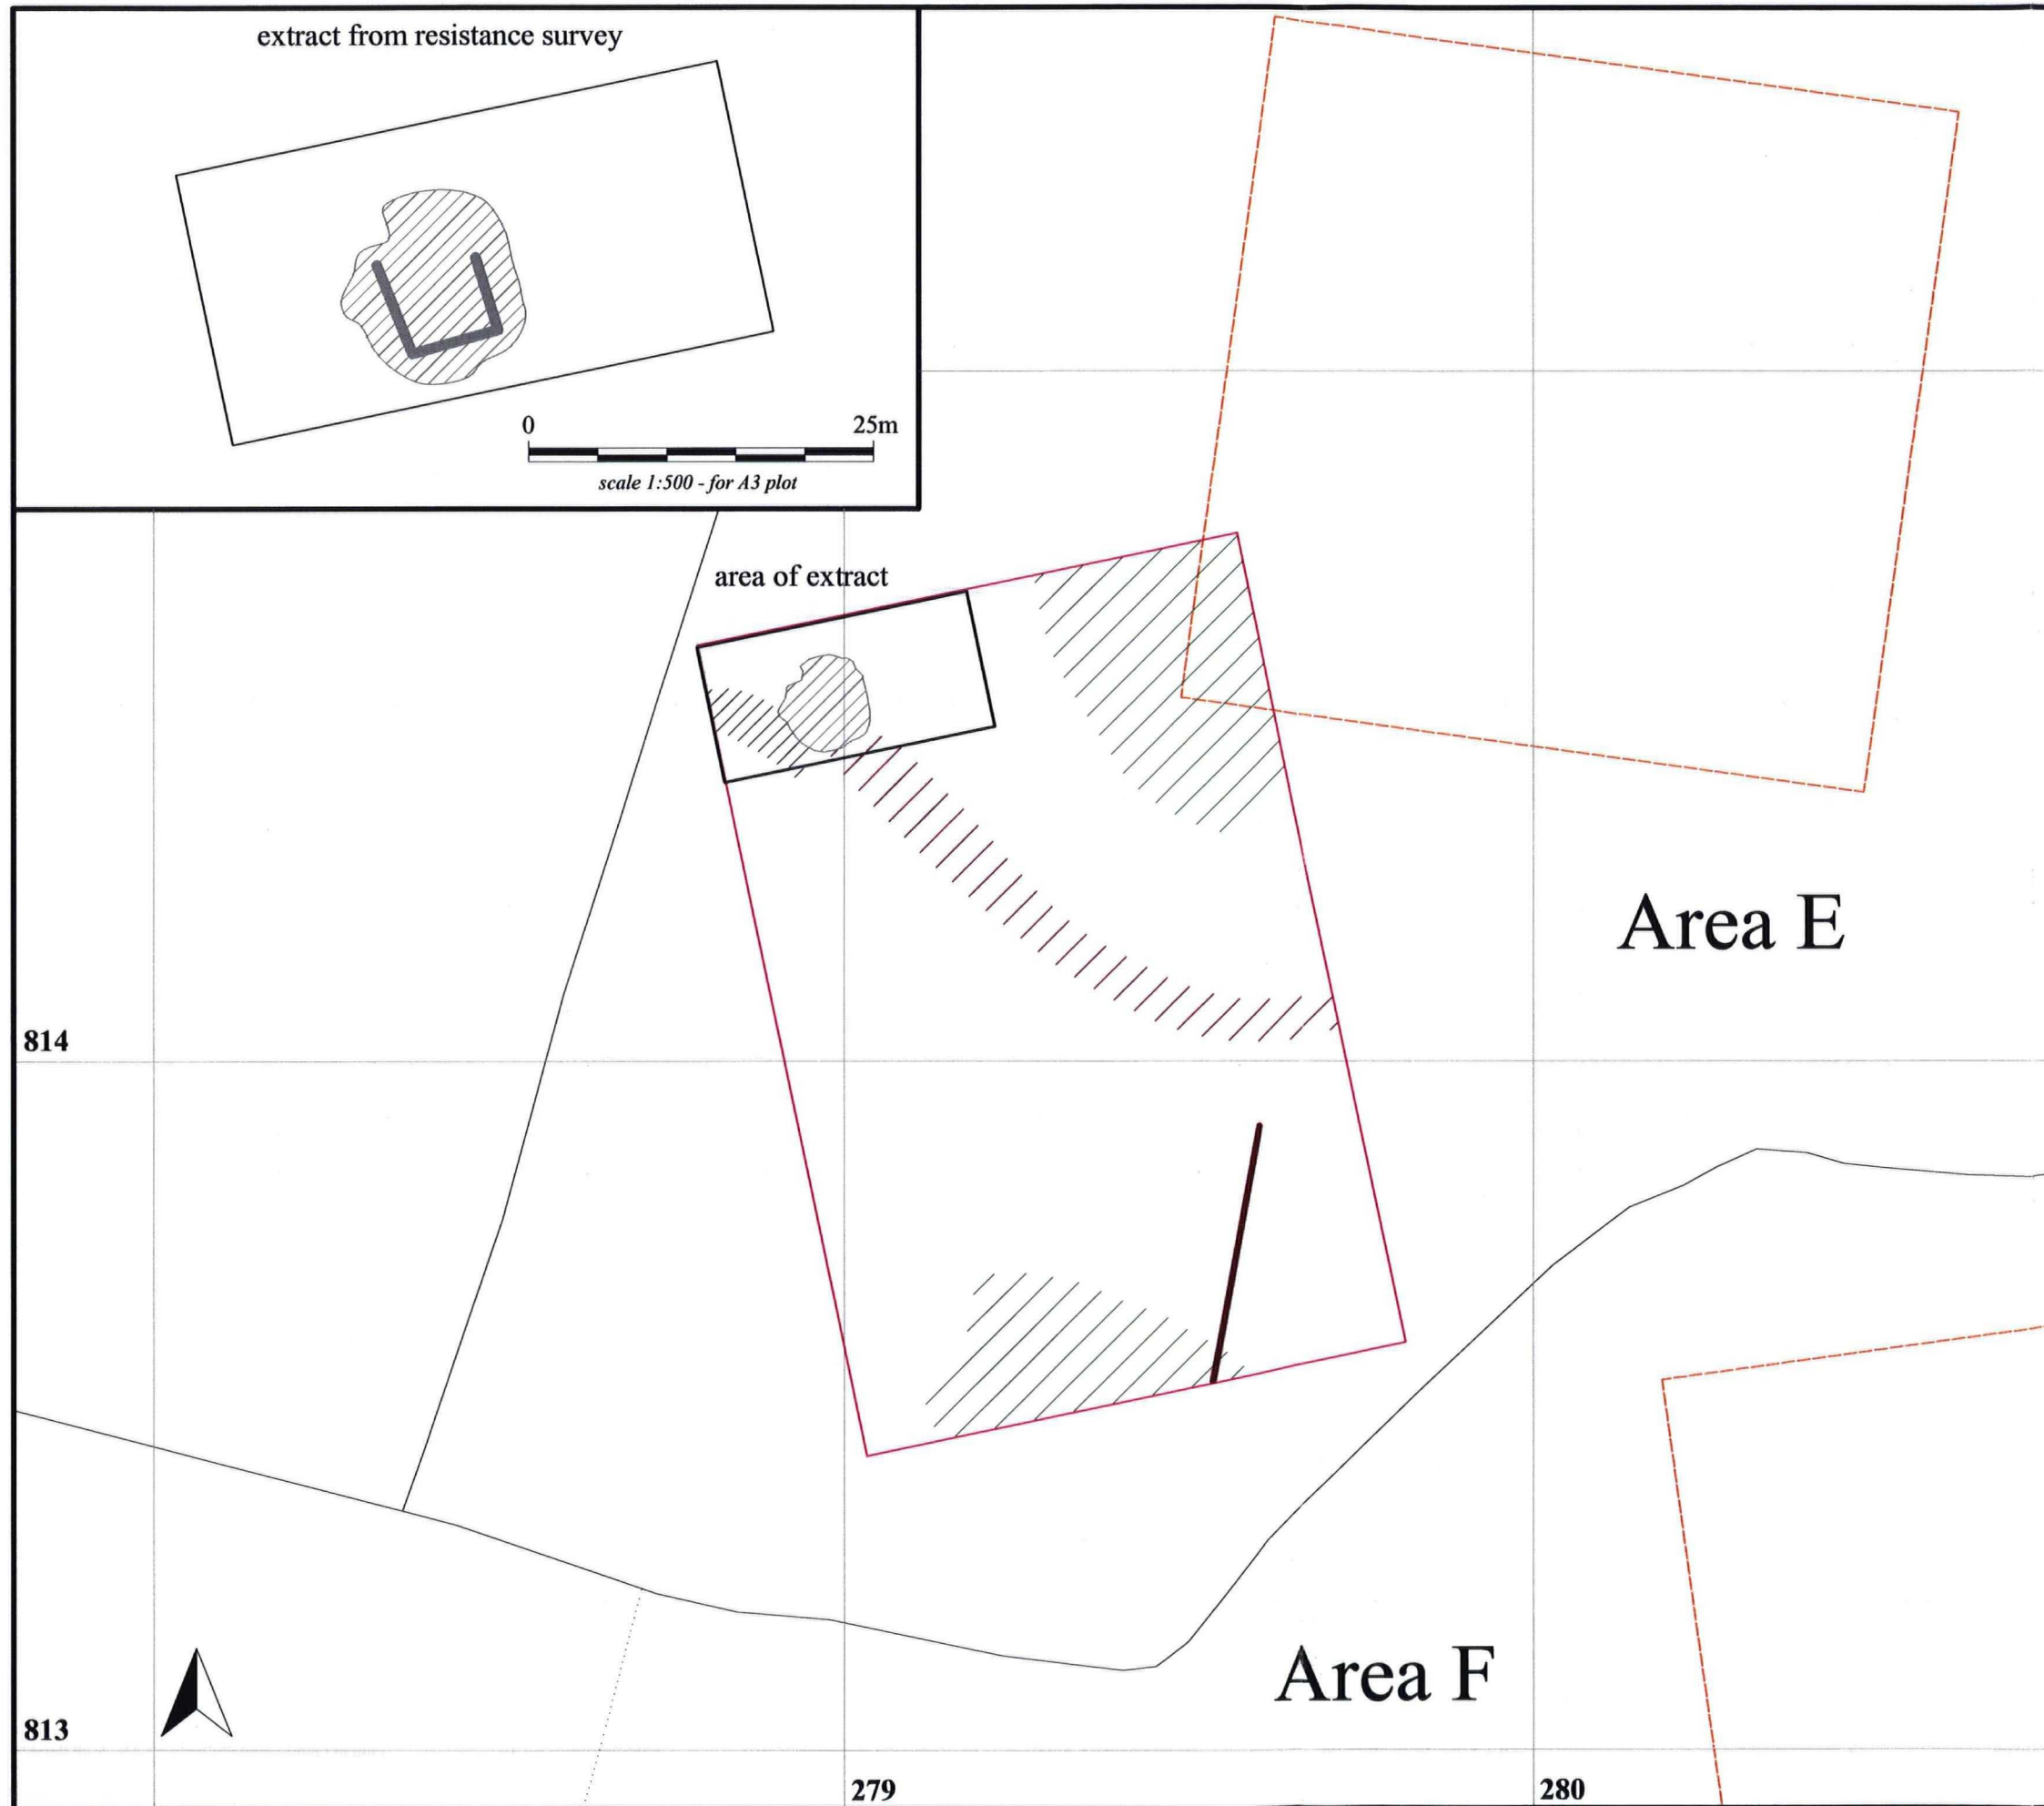 extract from resistance survey
0 25m
scale 1:500 - for A3 plot
area of extract
Area E
814
Area F
813
279 280